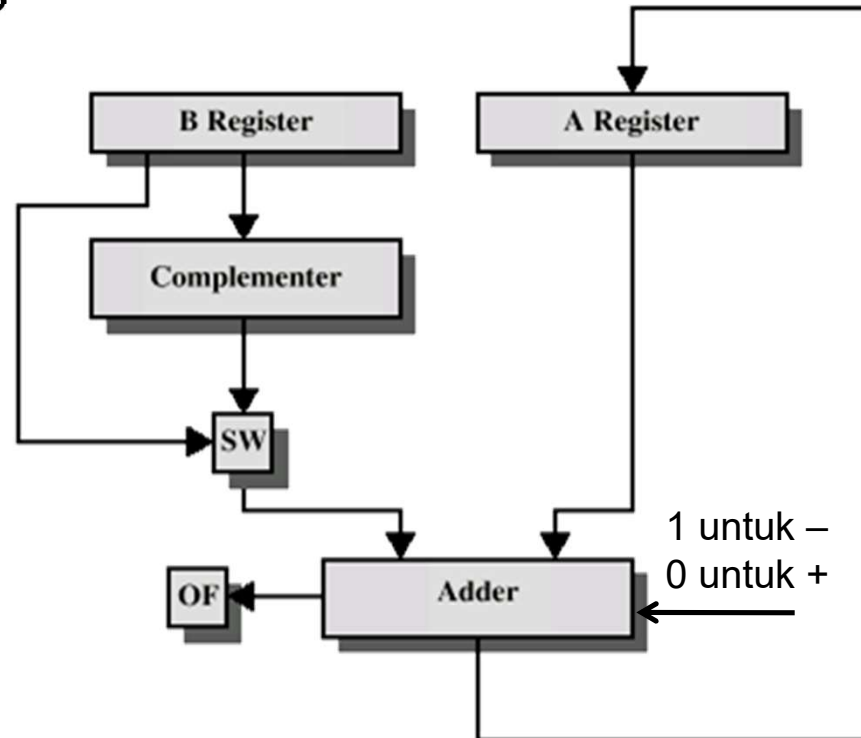 B Register
A Register
Complementer
SW
1 untuk –
0 untuk +
OF
Adder